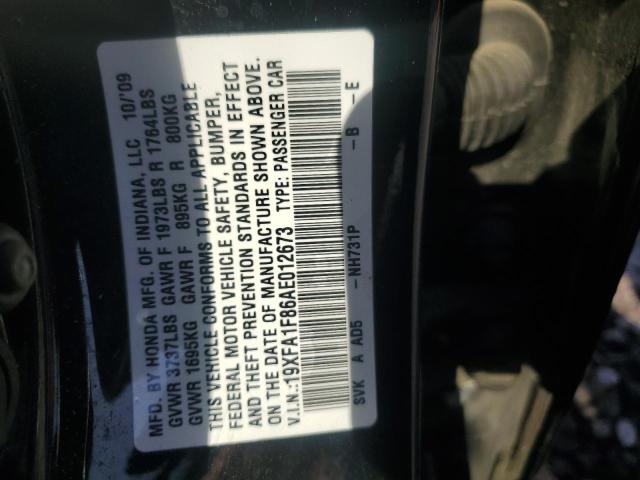 MFD. BY HONDA MFG. OF INDIANA, LLC 10/'09
GVWR 3737LBS GAWR F 1973LBS R 1764LBS
GVWR 1695KG GAWR F 895KG R 800KG
THIS VEHICLE CONFORMS TO ALL APPLICABLE
FEDERAL MOTOR VEHICLE SAFETY, BUMPER,
AND THEFT PREVENTION STANDARDS IN EFFECT
ON THE DATE OF MANUFACTURE SHOWN ABOVE.
V.I.N.:19XFA1F86AE012673 TYPE: PASSENGER CAR
SVK A AD5 -NH731P -B -E